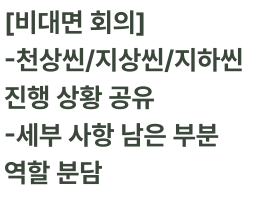 [비대면 회의]
-천상씬/지상씬/지하씬
진행 상황 공유
-세부 사항 남은 부분
역할 분담